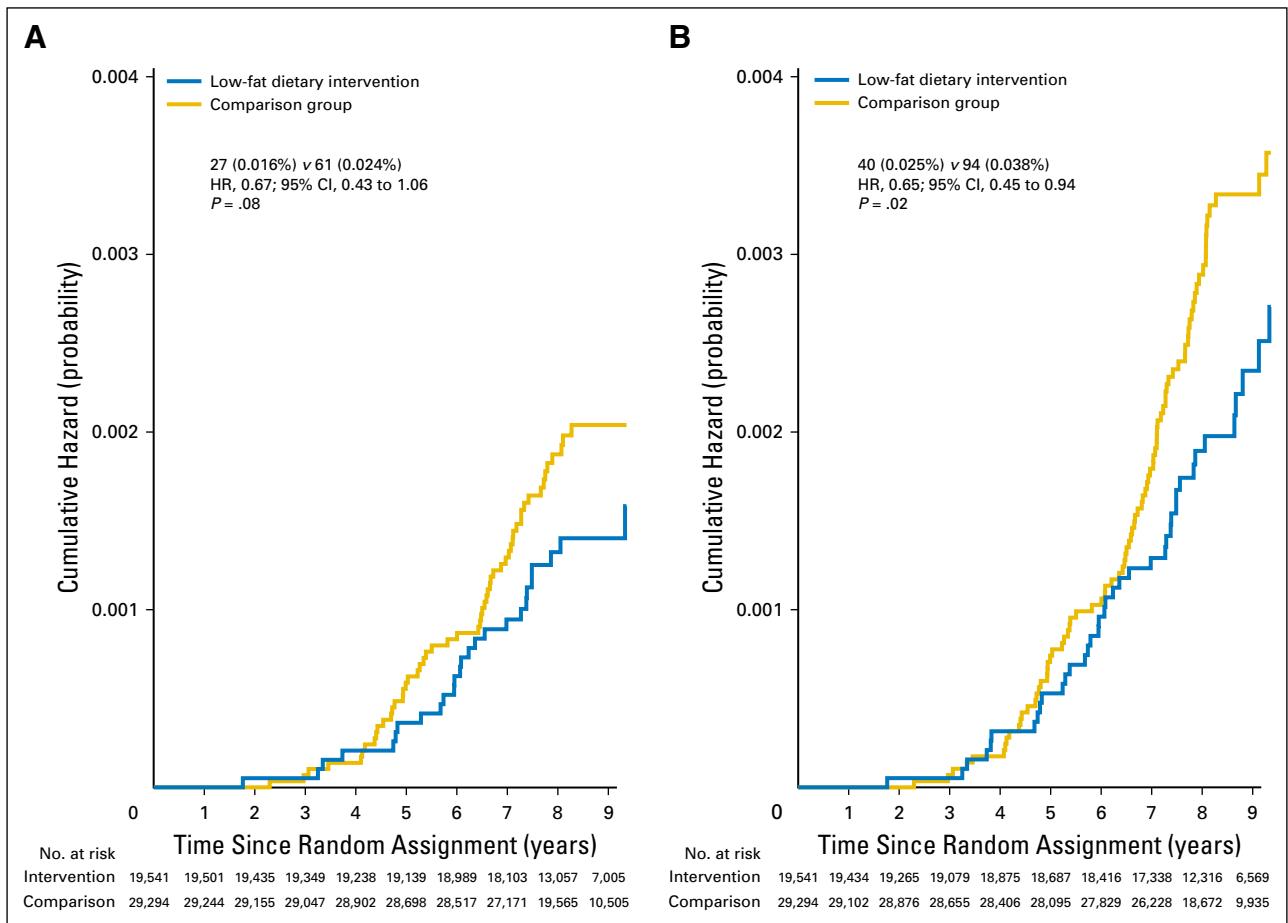 A
Low-fat dietary intervention
Comparison group
27 (0.016%) v 61 (0.024%)
HR, 0.67; 95% CI, 0.43 to 1.06
P = .08
Cumulative Hazard (probability)
0.004
0.003
0.002
0.001
0 1 2 3 4 5 6 7 8 9
Time Since Random Assignment (years)
No. at risk
Intervention 19,541 19,501 19,435 19,349 19,238 19,139 18,989 18,103 13,057 7,005
Comparison 29,294 29,244 29,155 29,047 28,902 28,698 28,517 27,171 19,565 10,505
B
Low-fat dietary intervention
Comparison group
40 (0.025%) v 94 (0.038%)
HR, 0.65; 95% CI, 0.45 to 0.94
P = .02
Cumulative Hazard (probability)
0.004
0.003
0.002
0.001
0 1 2 3 4 5 6 7 8 9
Time Since Random Assignment (years)
No. at risk
Intervention 19,541 19,434 19,265 19,079 18,875 18,687 18,416 17,338 12,316 6,569
Comparison 29,294 29,102 28,876 28,655 28,406 28,095 27,829 26,228 18,672 9,935